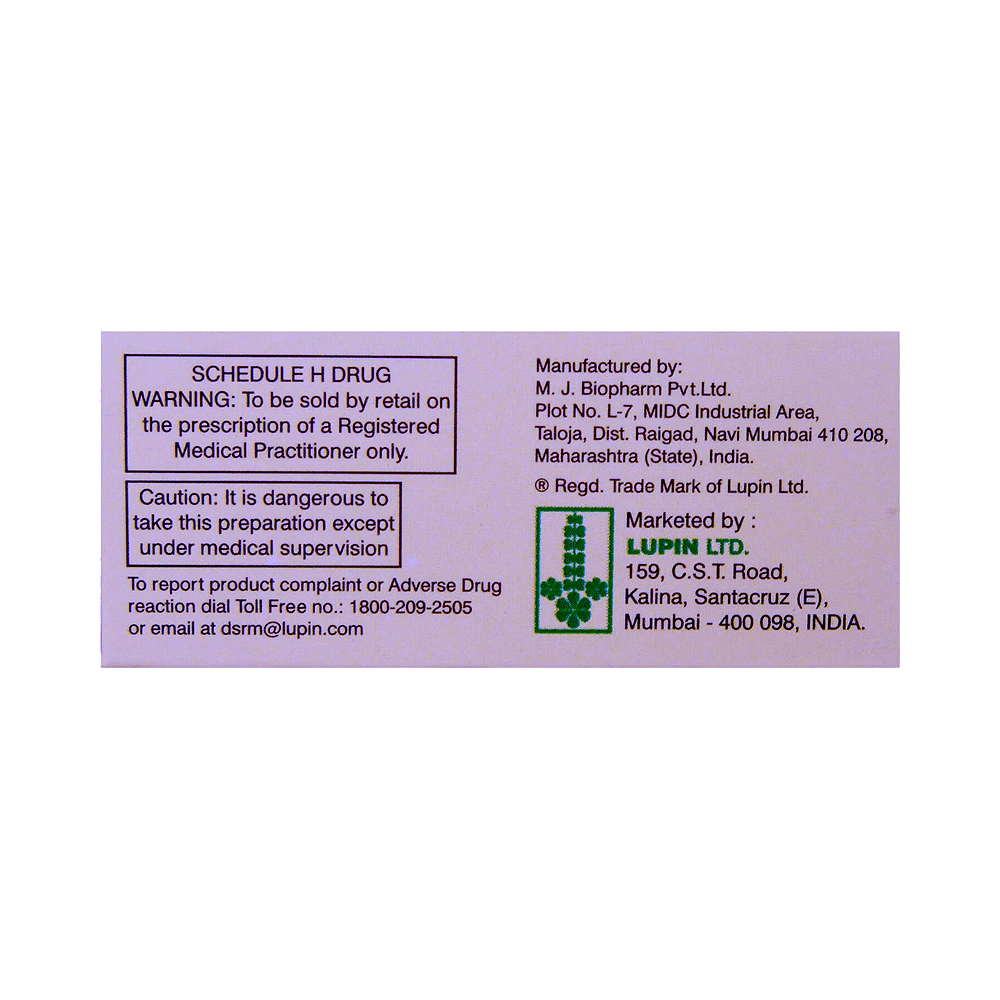 SCHEDULE H DRUG
WARNING: To be sold by retail on
the prescription of a Registered
Medical Practitioner only.
Caution: It is dangerous to
take this preparation except
under medical supervision
To report product complaint or Adverse Drug
reaction dial Toll Free no.: 1800-209-2505
or email at dsrm@lupin.com
Manufactured by:
M. J. Biopharm Pvt.Ltd.
Plot No. L-7, MIDC Industrial Area,
Taloja, Dist. Raigad, Navi Mumbai 410 208,
Maharashtra (State), India.
® Regd. Trade Mark of Lupin Ltd.
Marketed by :
LUPIN LTD.
159, C.S.T. Road,
Kalina, Santacruz (E),
Mumbai - 400 098, INDIA.